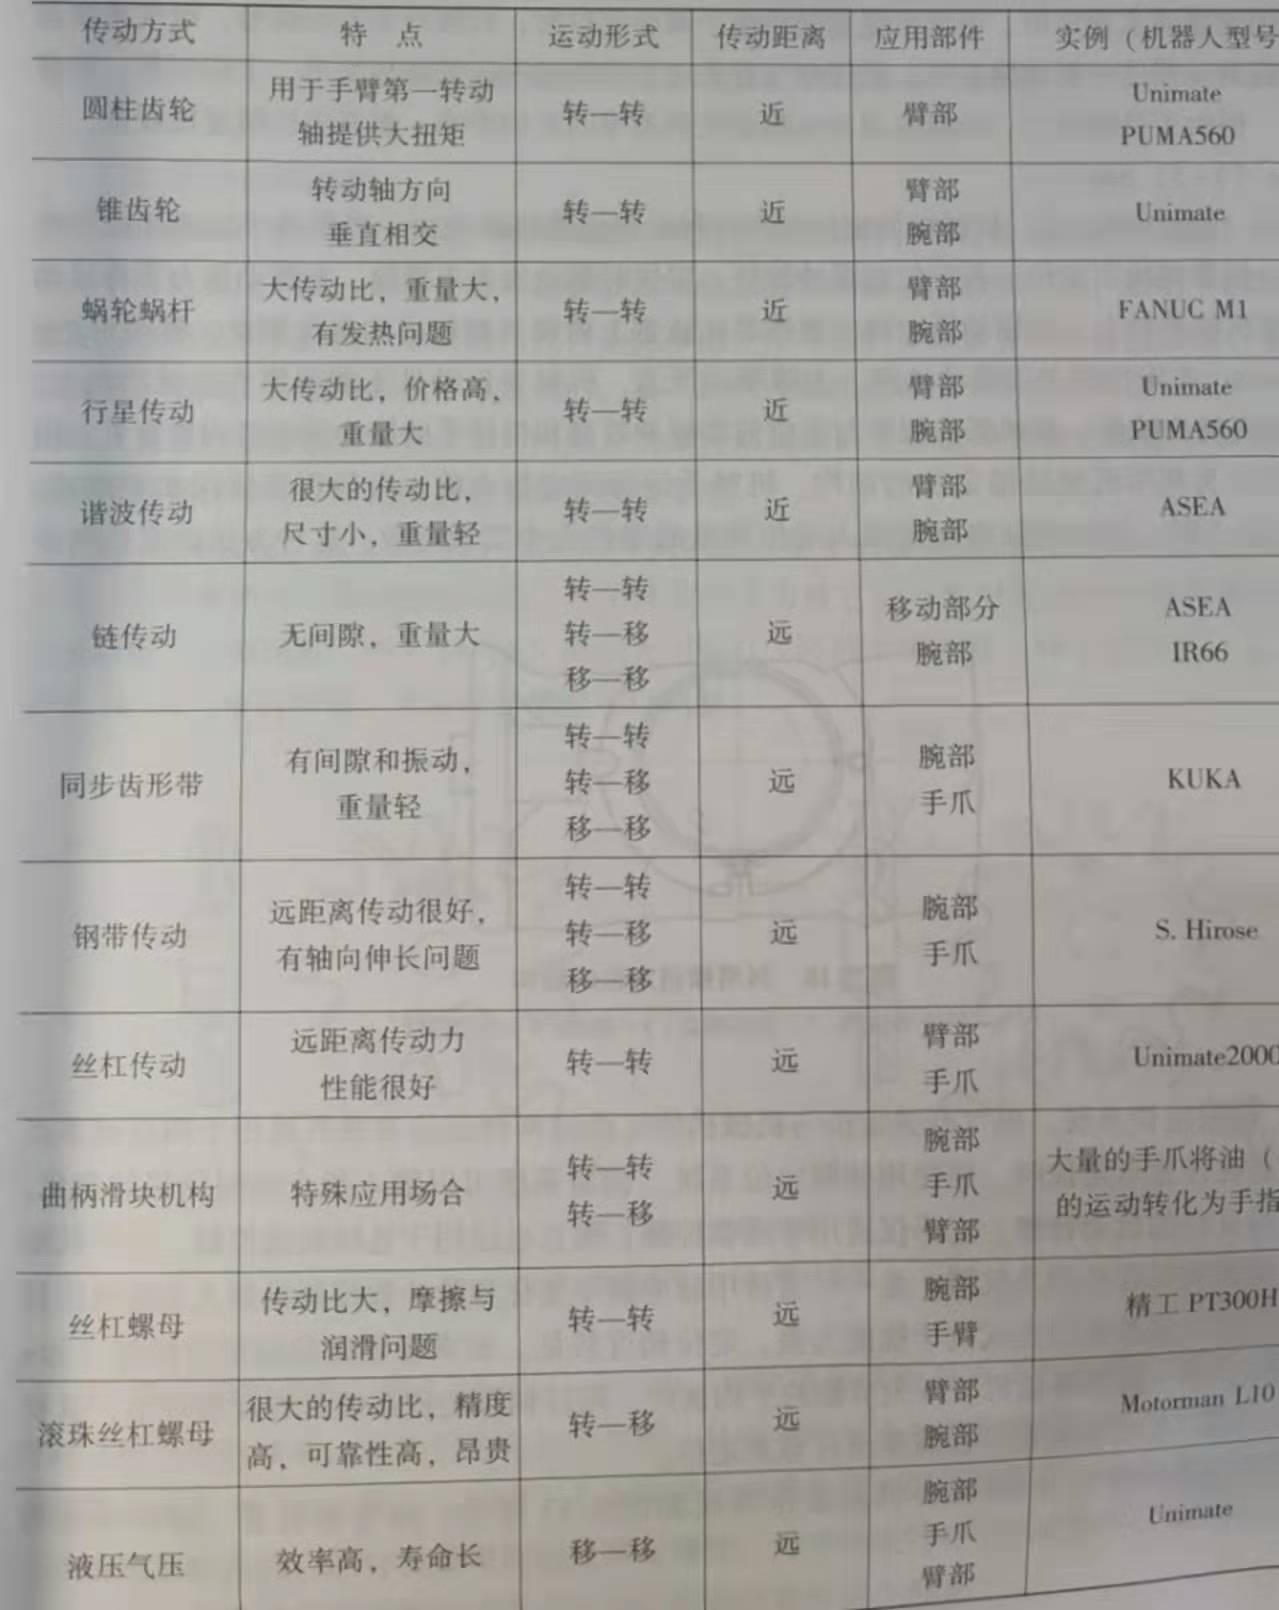 传动方式 特 点 运动形式 传动距离 应用部件 实例（机器人型号
圆柱齿轮 用于手臂第一转动 转—转 近 臂部 Unimate
轴提供大扭矩 PUMA560
锥齿轮 转动轴方向 转—转 近 臂部 Unimate
垂直相交 腕部
蜗轮蜗杆 大传动比，重量大， 转—转 近 臂部 FANUC M1
有发热问题 腕部
行星传动 大传动比，价格高， 转—转 近 臂部 Unimate
重量大 腕部 PUMA560
谐波传动 很大的传动比， 转—转 近 臂部 ASEA
尺寸小，重量轻 腕部
转—转
链传动 无间隙，重量大 转—移 远 移动部分 ASEA
移—移 腕部 IR66
转—转
同步齿形带 有间隙和振动， 转—移 远 腕部 KUKA
重量轻 移—移 手爪
转—转
钢带传动 远距离传动很好， 转—移 远 腕部 S. Hirose
有轴向伸长问题 移—移 手爪
丝杠传动 远距离传动力 转—转 远 臂部 Unimate2000
性能很好 手爪
腕部
曲柄滑块机构 特殊应用场合 转—转 远 手爪 大量的手爪将油（
转—移 臂部 的运动转化为手指
丝杠螺母 传动比大，摩擦与 转—转 远 腕部 精工 PT300H
润滑问题 手臂
滚珠丝杠螺母 很大的传动比，精度 转—移 远 臂部 Motorman L10
高，可靠性高，昂贵 腕部
腕部
液压气压 效率高，寿命长 移—移 远 手爪 Unimate
臂部